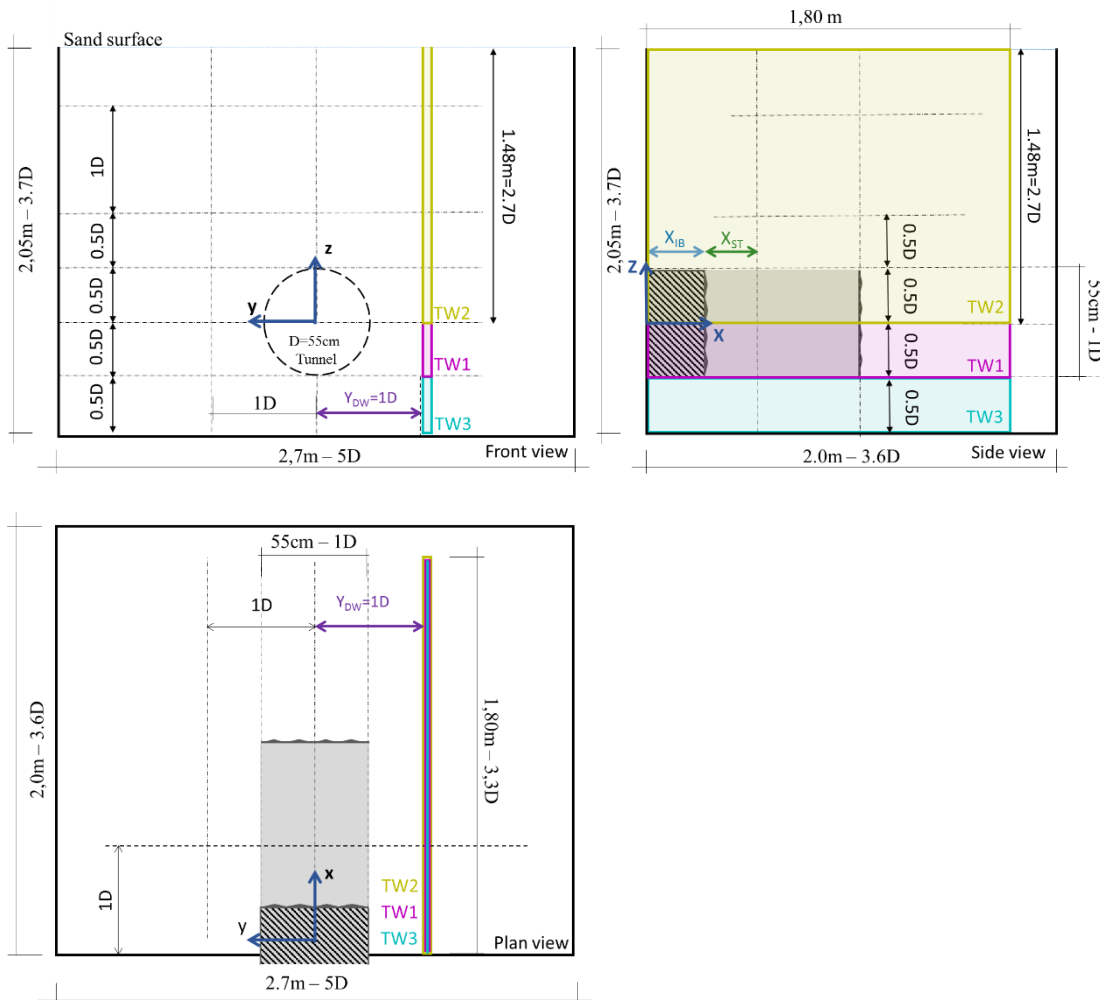 Sand surface
2,05m – 3.7D
1D
0.5D
0.5D
0.5D
0.5D
1.48m=2.7D
z
y
D=55cm
Tunnel
TW2
TW1
TW3
1D
Y_DW=1D
Front view
2,7m – 5D
1,80 m
2,05m – 3.7D
1.48m=2.7D
X_IB
X_ST
0.5D
0.5D
0.5D
0.5D
Z
X
55cm - 1D
TW2
TW1
TW3
Side view
2.0m – 3.6D
55cm – 1D
1D
Y_DW=1D
2,0m – 3.6D
1,80m – 3,3D
1D
x
y
TW2
TW1
TW3
Plan view
2.7m – 5D